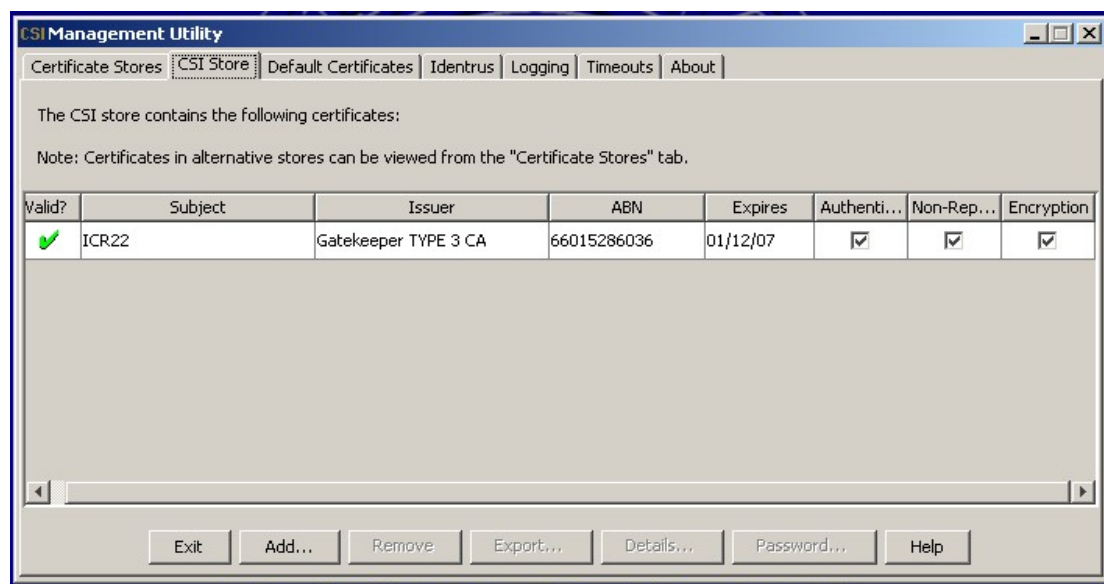 CSI Management Utility
Certificate Stores CSI Store Default Certificates Identrus Logging Timeouts About
The CSI store contains the following certificates:
Note: Certificates in alternative stores can be viewed from the "Certificate Stores" tab.
Valid? Subject Issuer ABN Expires Authenti... Non-Rep... Encryption
ICR22 Gatekeeper TYPE 3 CA 66015286036 01/12/07
Exit Add... Remove Export... Details... Password... Help